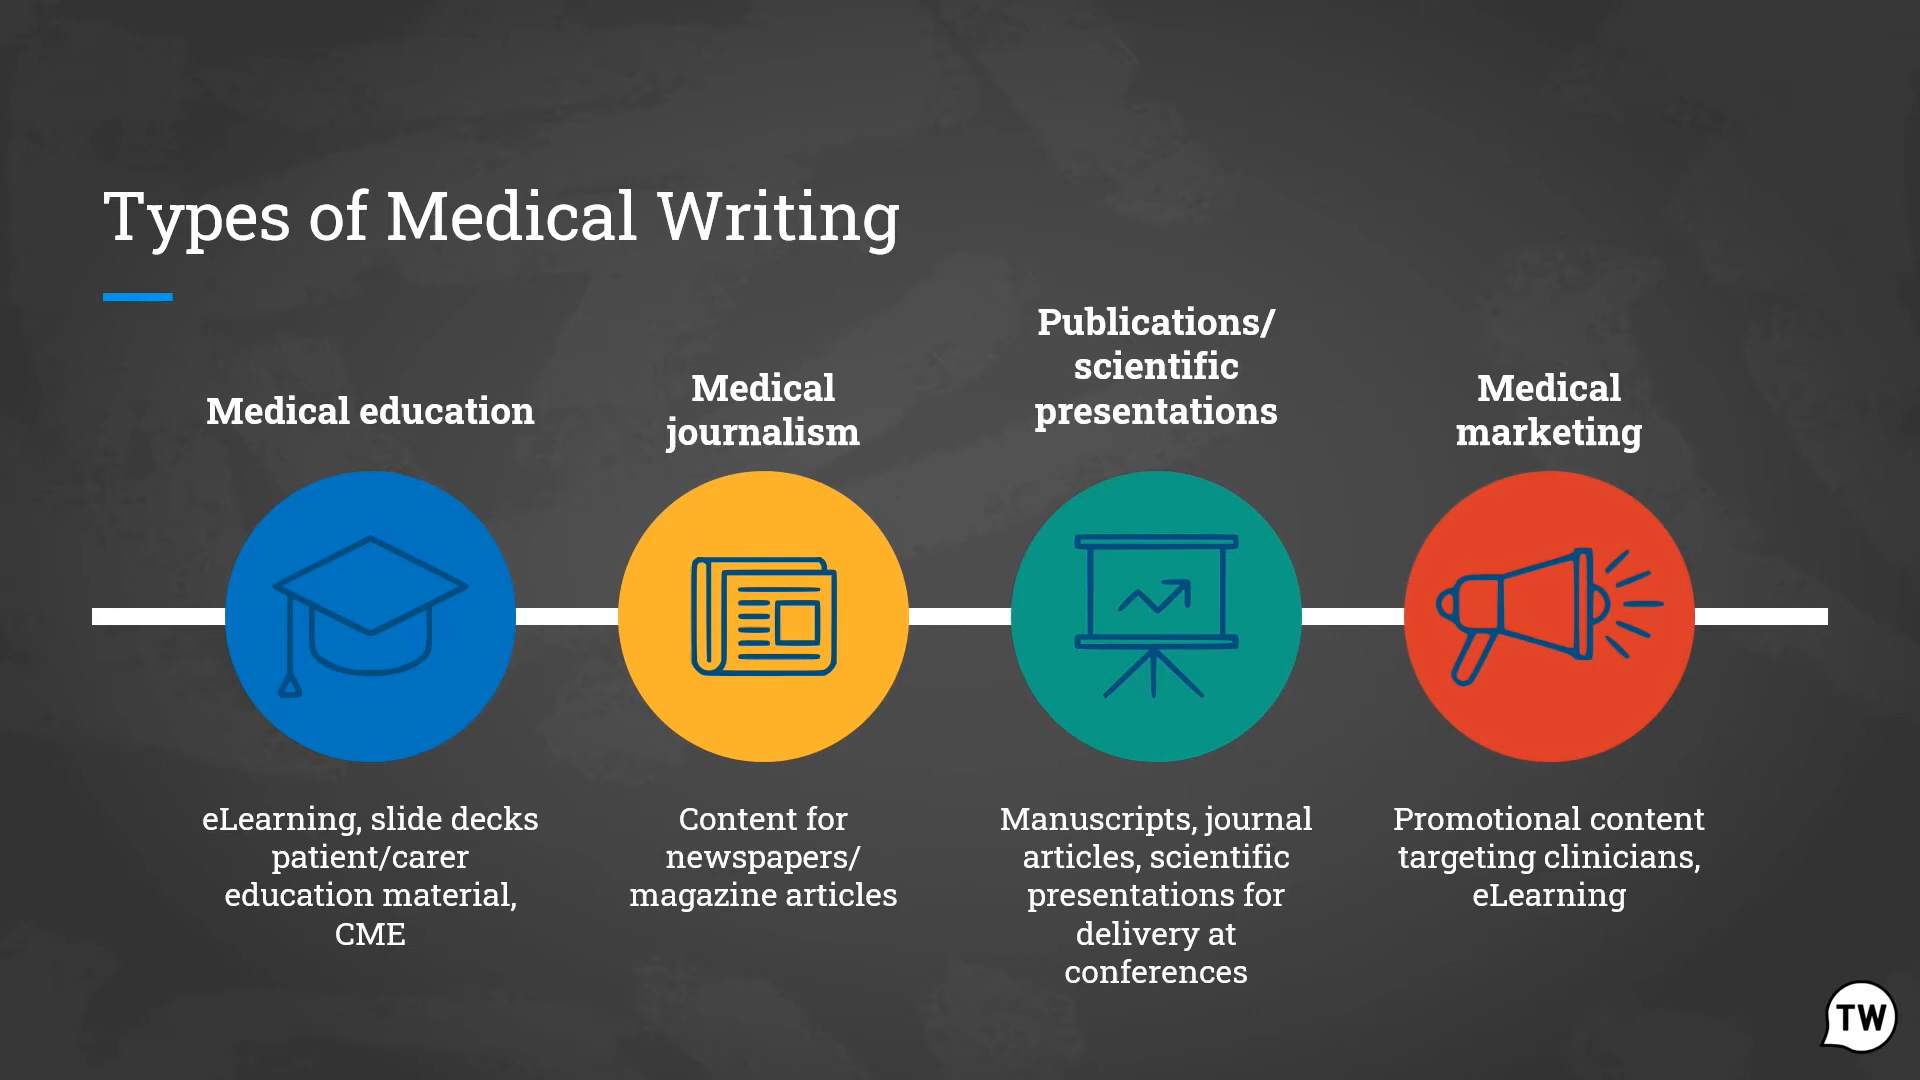 Types of Medical Writing
Medical education
eLearning, slide decks
patient/carer
education material,
CME
Medical
journalism
Content for
newspapers/
magazine articles
Publications/
scientific
presentations
Manuscripts, journal
articles, scientific
presentations for
delivery at
conferences
Medical
marketing
Promotional content
targeting clinicians,
eLearning
TW